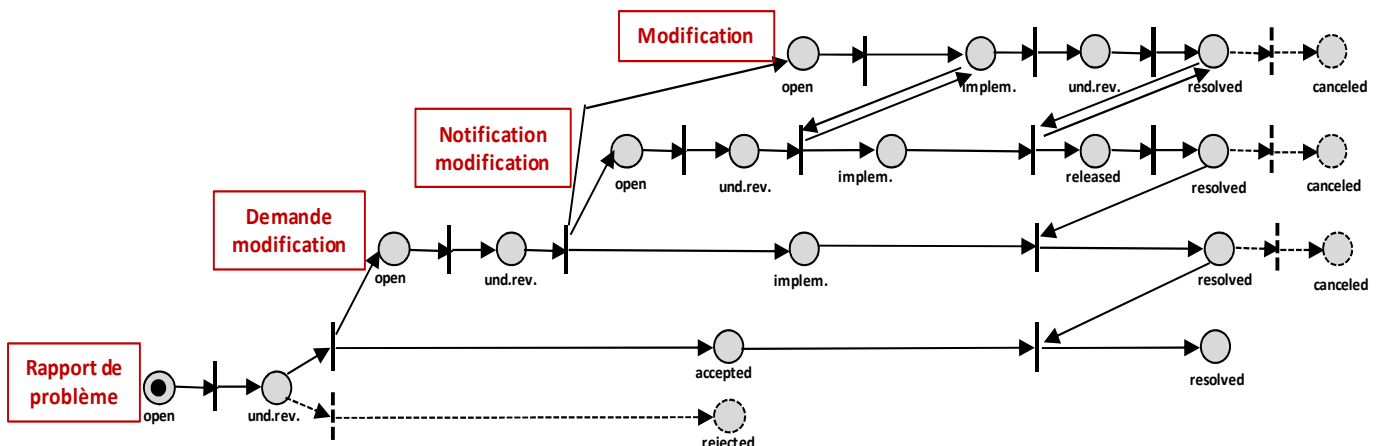 Modification
open
implem.
und.rev.
resolved
canceled
Notification
modification
open
und.rev.
implem.
released
resolved
canceled
Demande
modification
open
und.rev.
implem.
resolved
canceled
Rapport de
problème
open
und.rev.
accepted
resolved
rejected